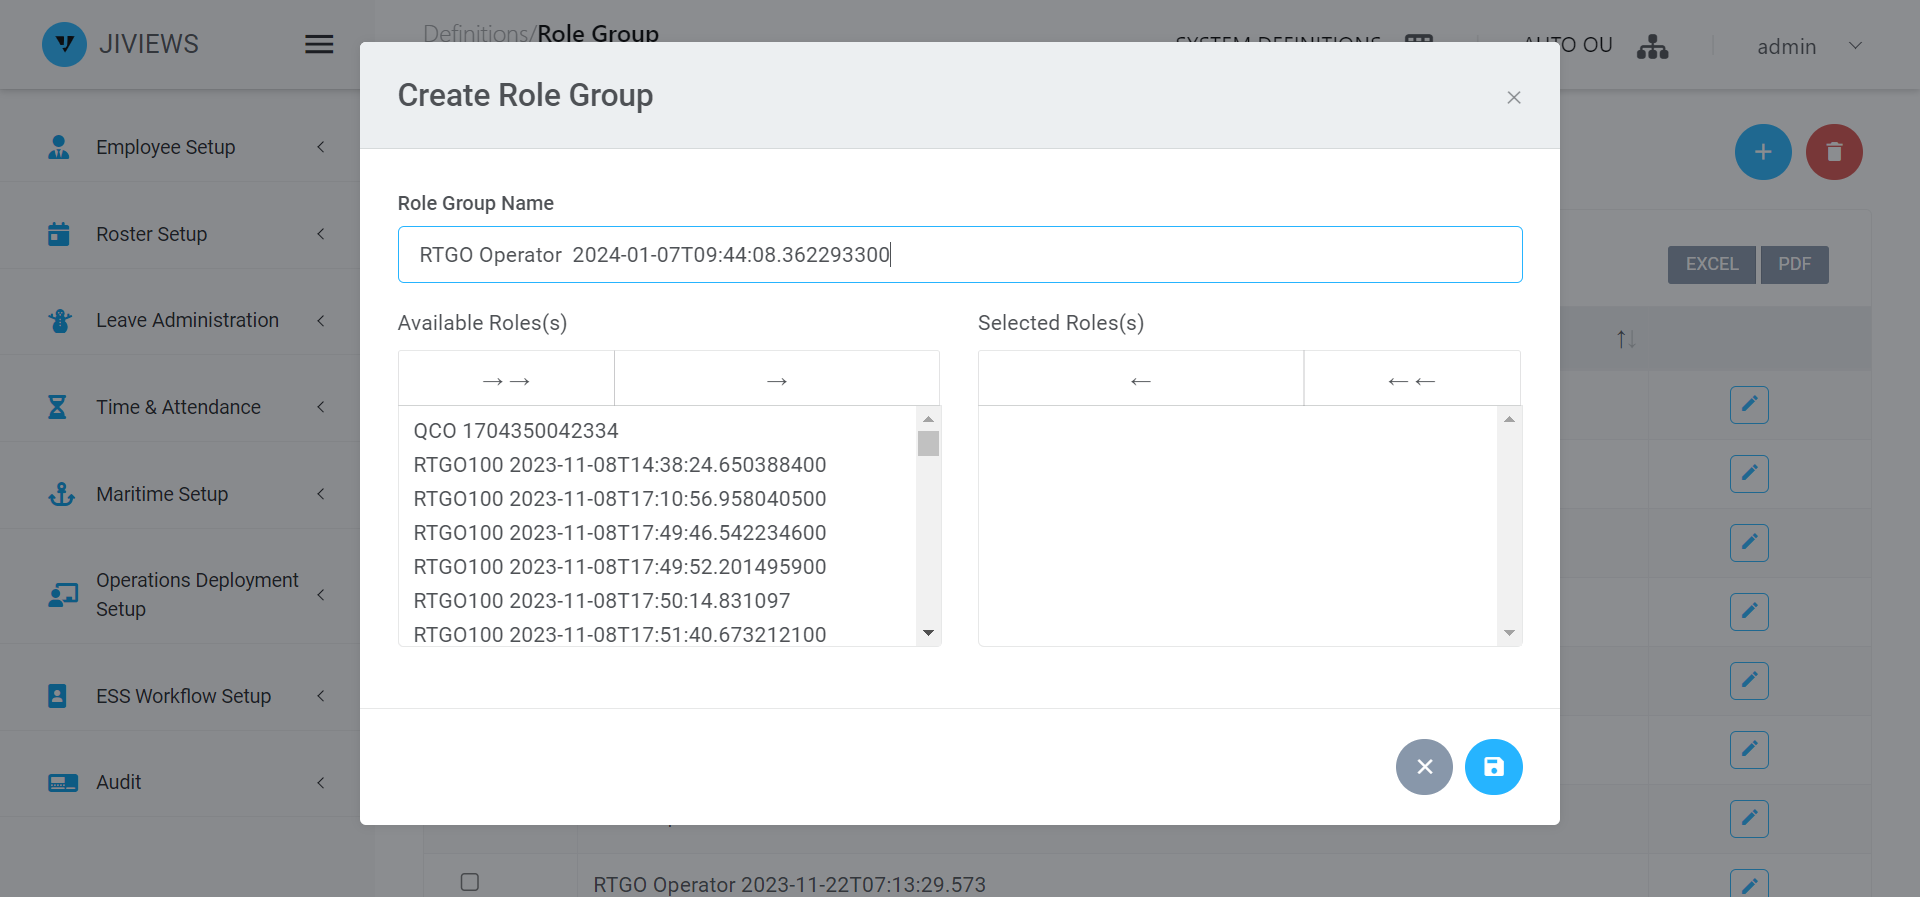 JIVIEWS
Definitions/Role Group
SYSTEM DEFINITIONS
AUTO OU
admin
Employee Setup
Roster Setup
Leave Administration
Time & Attendance
Maritime Setup
Operations Deployment
Setup
ESS Workflow Setup
Audit
EXCEL
PDF
Create Role Group
Role Group Name
RTGO Operator  2024-01-07T09:44:08.362293300
Available Roles(s)
Selected Roles(s)
QCO 1704350042334
RTGO100 2023-11-08T14:38:24.650388400
RTGO100 2023-11-08T17:10:56.958040500
RTGO100 2023-11-08T17:49:46.542234600
RTGO100 2023-11-08T17:49:52.201495900
RTGO100 2023-11-08T17:50:14.831097
RTGO100 2023-11-08T17:51:40.673212100
RTGO Operator 2023-11-22T07:13:29.573